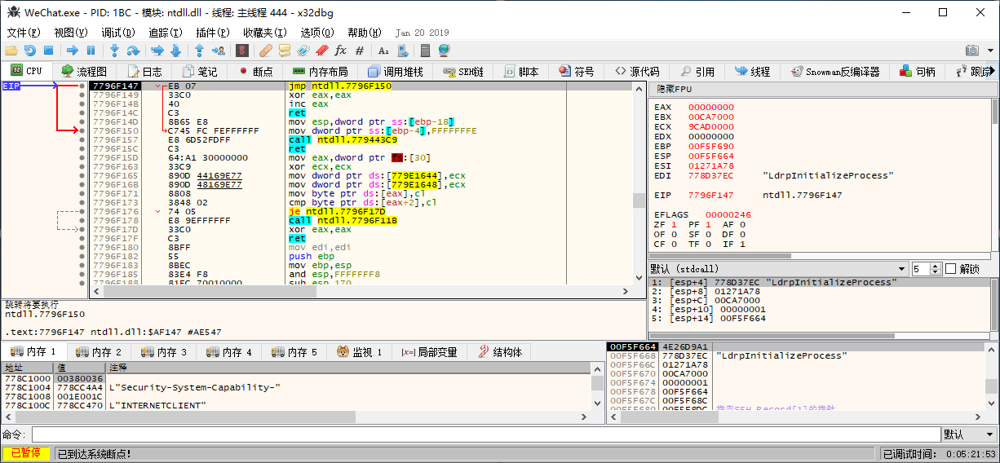 WeChat.exe - PID: 1BC - 模块: ntdll.dll - 线程: 主线程 444 - x32dbg
文件(F) 视图(V) 调试(D) 追踪(T) 插件(P) 收藏夹(I) 选项(O) 帮助(H) Jan 20 2019
CPU 流程图 日志 笔记 断点 内存布局 调用堆栈 SEH链 脚本 符号 源代码 引用 线程 Snowman反编译器 句柄 跟踪
EIP
7796F147 EB 07 jmp ntdll.7796F150
7796F149 33C0 xor eax,eax
7796F14B 40 inc eax
7796F14C C3 ret
7796F14D 8B65 E8 mov esp,dword ptr ss:[ebp-18]
7796F150 C745 FC FEFFFFFF mov dword ptr ss:[ebp-4],FFFFFFFE
7796F157 E8 6D52FDFF call ntdll.779443C9
7796F15C C3 ret
7796F15D 64:A1 30000000 mov eax,dword ptr fs:[30]
7796F163 33C9 xor ecx,ecx
7796F165 890D 44169E77 mov dword ptr ds:[779E1644],ecx
7796F16B 890D 48169E77 mov dword ptr ds:[779E1648],ecx
7796F171 8808 mov byte ptr ds:[eax],cl
7796F173 3848 02 cmp byte ptr ds:[eax+2],cl
7796F176 74 05 je ntdll.7796F17D
7796F178 E8 9EFFFFFF call ntdll.7796F11B
7796F17D 33C0 xor eax,eax
7796F17F C3 ret
7796F180 8BFF mov edi,edi
7796F182 55 push ebp
7796F183 8BEC mov ebp,esp
7796F185 83E4 F8 and esp,FFFFFFF8
7796F188 81EC 70010000 sub esp,170
隐藏FPU
EAX 00000000
EBX 00CA7000
ECX 9CAD0000
EDX 00000000
EBP 00F5F690
ESP 00F5F664
ESI 01271A78
EDI 778D37EC "LdrpInitializeProcess"
EIP 7796F147 ntdll.7796F147
EFLAGS 00000246
ZF 1 PF 1 AF 0
OF 0 SF 0 DF 0
CF 0 TF 0 IF 1
默认 (stdcall) 5 解锁
1: [esp+4] 778D37EC "LdrpInitializeProcess"
2: [esp+8] 01271A78
3: [esp+C] 00CA7000
4: [esp+10] 00000001
5: [esp+14] 00F5F664
跳转将要执行
ntdll.7796F150
.text:7796F147 ntdll.dll:$AF147 #AE547
内存 1 内存 2 内存 3 内存 4 内存 5 监视 1 [x=] 局部变量 结构体
地址 值 注释
778C1000 00380036
778C1004 778CC4A4 L"Security-System-Capability-"
778C1008 001E001C
778C100C 778CC470 L"INTERNETCLIENT"
00F5F664 4E26D9A1
00F5F668 778D37EC "LdrpInitializeProcess"
00F5F66C 01271A78
00F5F670 00CA7000
00F5F674 00000001
00F5F678 00F5F664
00F5F67C 00F5F68C
00F5F680 00F5F8DC 指向SEH_Record[1]的指针
命令: 默认
已暂停 已到达系统断点! 已调试时间: 0:05:21:53